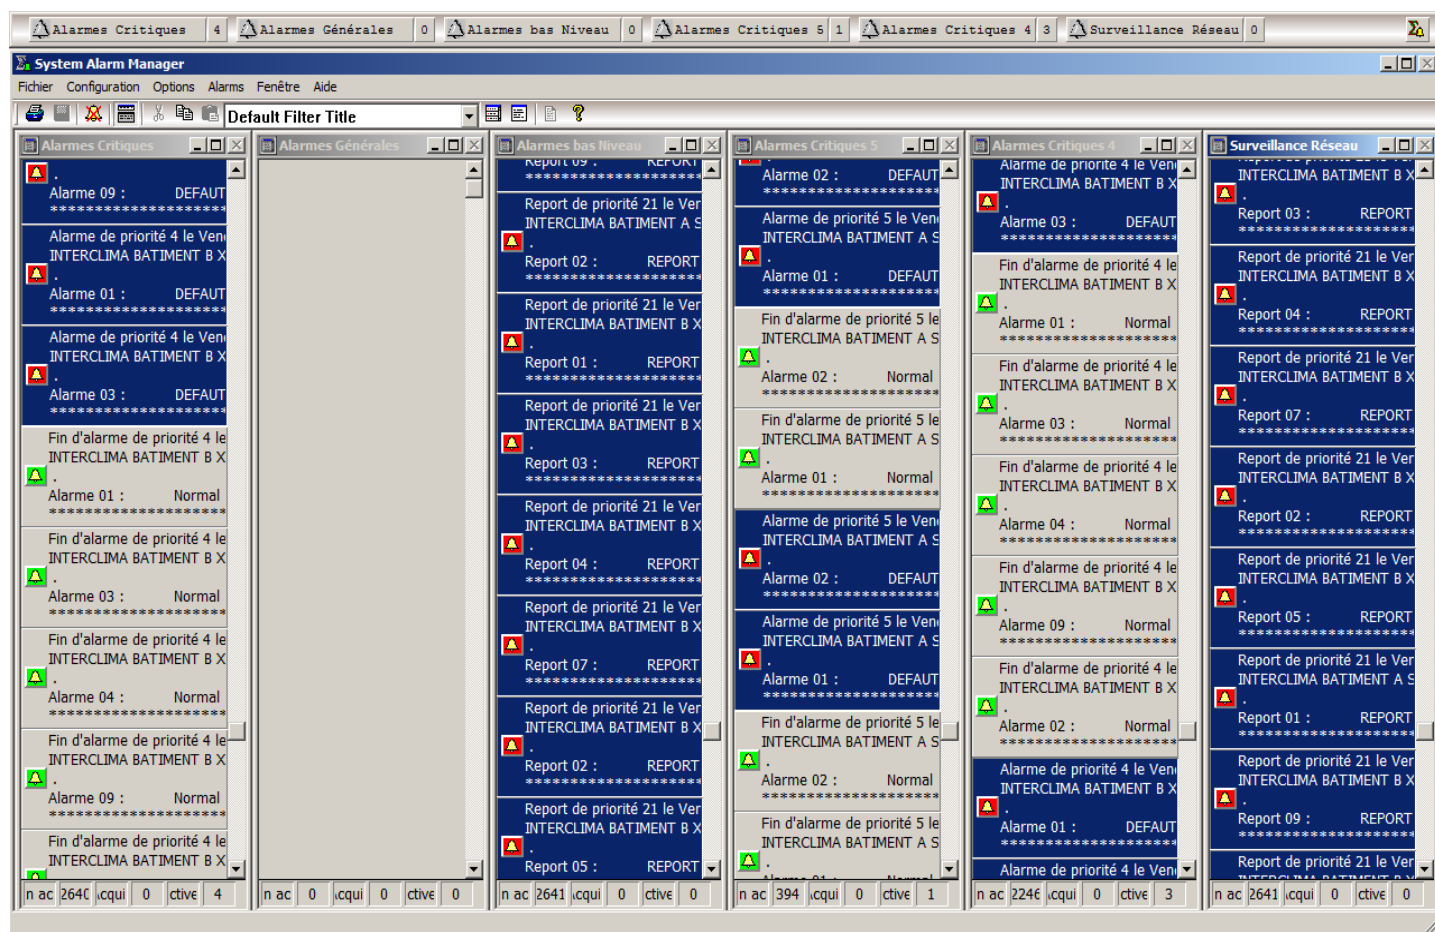 Alarmes Critiques 4 Alarmes Générales 0 Alarmes bas Niveau 0 Alarmes Critiques 5 1 Alarmes Critiques 4 3 Surveillance Réseau 0
System Alarm Manager
Fichier Configuration Options Alarms Fenêtre Aide
Default Filter Title
Alarmes Critiques
.
Alarme 09 : DEFAUT
*********************
Alarme de priorité 4 le Ven
INTERCLIMA BATIMENT B X
.
Alarme 01 : DEFAUT
*********************
Alarme de priorité 4 le Ven
INTERCLIMA BATIMENT B X
.
Alarme 03 : DEFAUT
*********************
Fin d'alarme de priorité 4 le
INTERCLIMA BATIMENT B X
.
Alarme 01 : Normal
*********************
Fin d'alarme de priorité 4 le
INTERCLIMA BATIMENT B X
.
Alarme 03 : Normal
*********************
Fin d'alarme de priorité 4 le
INTERCLIMA BATIMENT B X
.
Alarme 04 : Normal
*********************
Fin d'alarme de priorité 4 le
INTERCLIMA BATIMENT B X
.
Alarme 09 : Normal
*********************
Fin d'alarme de priorité 4 le
INTERCLIMA BATIMENT B X
n ac 2640 cqui 0 ctive 4
Alarmes Générales
n ac 0 cqui 0 ctive 0
Alarmes bas Niveau
Report 09 : REPORT
*********************
Report de priorité 21 le Ver
INTERCLIMA BATIMENT A S
.
Report 02 : REPORT
*********************
Report de priorité 21 le Ver
INTERCLIMA BATIMENT B X
.
Report 01 : REPORT
*********************
Report de priorité 21 le Ver
INTERCLIMA BATIMENT B X
.
Report 03 : REPORT
*********************
Report de priorité 21 le Ver
INTERCLIMA BATIMENT B X
.
Report 04 : REPORT
*********************
Report de priorité 21 le Ver
INTERCLIMA BATIMENT B X
.
Report 07 : REPORT
*********************
Report de priorité 21 le Ver
INTERCLIMA BATIMENT B X
.
Report 02 : REPORT
*********************
Report de priorité 21 le Ver
INTERCLIMA BATIMENT B X
.
Report 05 : REPORT
n ac 2641 cqui 0 ctive 0
Alarmes Critiques 5
Alarme 02 : DEFAUT
*********************
Alarme de priorité 5 le Ven
INTERCLIMA BATIMENT A S
.
Alarme 01 : DEFAUT
*********************
Fin d'alarme de priorité 5 le
INTERCLIMA BATIMENT A S
.
Alarme 02 : Normal
*********************
Fin d'alarme de priorité 5 le
INTERCLIMA BATIMENT A S
.
Alarme 01 : Normal
*********************
Alarme de priorité 5 le Ven
INTERCLIMA BATIMENT A S
.
Alarme 02 : DEFAUT
*********************
Alarme de priorité 5 le Ven
INTERCLIMA BATIMENT A S
.
Alarme 01 : DEFAUT
*********************
Fin d'alarme de priorité 5 le
INTERCLIMA BATIMENT A S
.
Alarme 02 : Normal
*********************
Fin d'alarme de priorité 5 le
INTERCLIMA BATIMENT A S
.
Alarme 01 : Normal
n ac 394 cqui 0 ctive 1
Alarmes Critiques 4
Alarme de priorité 4 le Ven
INTERCLIMA BATIMENT B X
.
Alarme 03 : DEFAUT
*********************
Fin d'alarme de priorité 4 le
INTERCLIMA BATIMENT B X
.
Alarme 01 : Normal
*********************
Fin d'alarme de priorité 4 le
INTERCLIMA BATIMENT B X
.
Alarme 03 : Normal
*********************
Fin d'alarme de priorité 4 le
INTERCLIMA BATIMENT B X
.
Alarme 04 : Normal
*********************
Fin d'alarme de priorité 4 le
INTERCLIMA BATIMENT B X
.
Alarme 09 : Normal
*********************
Fin d'alarme de priorité 4 le
INTERCLIMA BATIMENT B X
.
Alarme 02 : Normal
*********************
Alarme de priorité 4 le Ven
INTERCLIMA BATIMENT B X
.
Alarme 01 : DEFAUT
*********************
Alarme de priorité 4 le Ven
n ac 2246 cqui 0 ctive 3
Surveillance Réseau
INTERCLIMA BATIMENT B X
.
Report 03 : REPORT
*********************
Report de priorité 21 le Ver
INTERCLIMA BATIMENT B X
.
Report 04 : REPORT
*********************
Report de priorité 21 le Ver
INTERCLIMA BATIMENT B X
.
Report 07 : REPORT
*********************
Report de priorité 21 le Ver
INTERCLIMA BATIMENT B X
.
Report 02 : REPORT
*********************
Report de priorité 21 le Ver
INTERCLIMA BATIMENT B X
.
Report 05 : REPORT
*********************
Report de priorité 21 le Ver
INTERCLIMA BATIMENT A S
.
Report 01 : REPORT
*********************
Report de priorité 21 le Ver
INTERCLIMA BATIMENT B X
.
Report 09 : REPORT
*********************
Report de priorité 21 le Ver
INTERCLIMA BATIMENT B X
n ac 2641 cqui 0 ctive 0